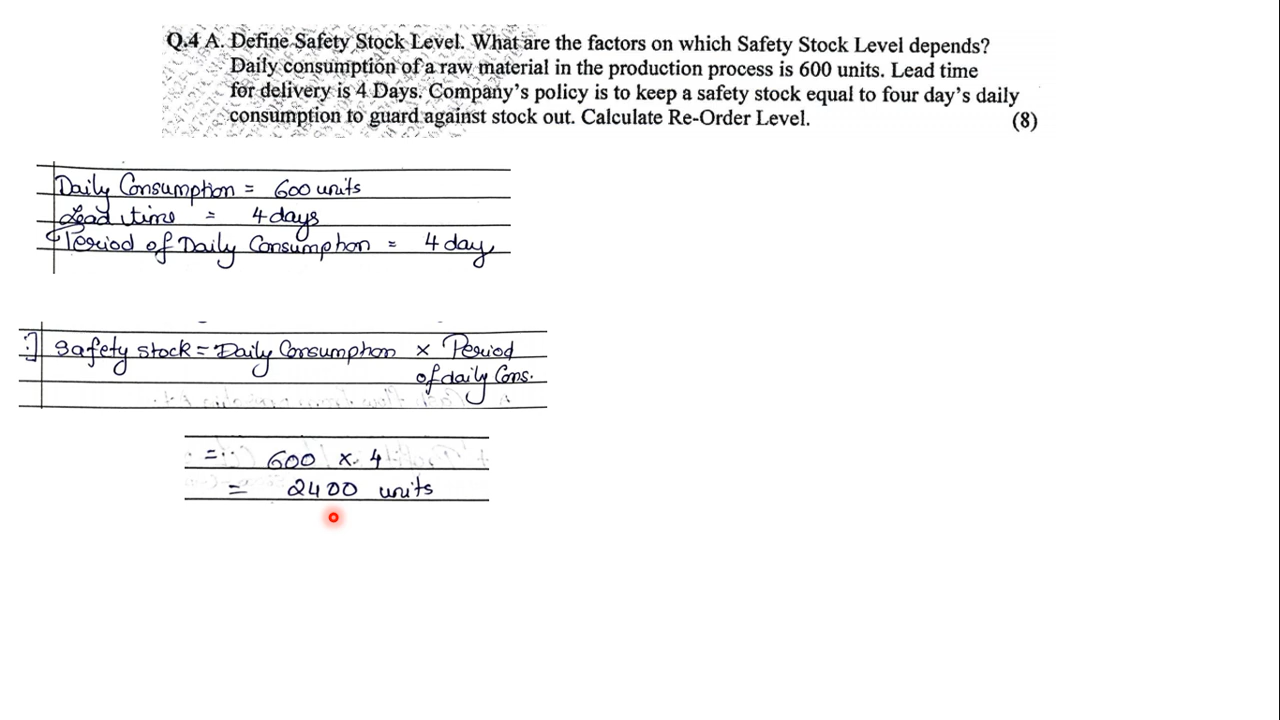 Q.4 A. Define Safety Stock Level. What are the factors on which Safety Stock Level depends?
Daily consumption of a raw material in the production process is 600 units. Lead time
for delivery is 4 Days. Company's policy is to keep a safety stock equal to four day's daily
consumption to guard against stock out. Calculate Re-Order Level. (8)
Daily Consumption = 600 units
Lead time = 4 days
Period of Daily Consumption = 4 day
Safety stock = Daily Consumption x Period
of daily Cons.
= 600 x 4
= 2400 units